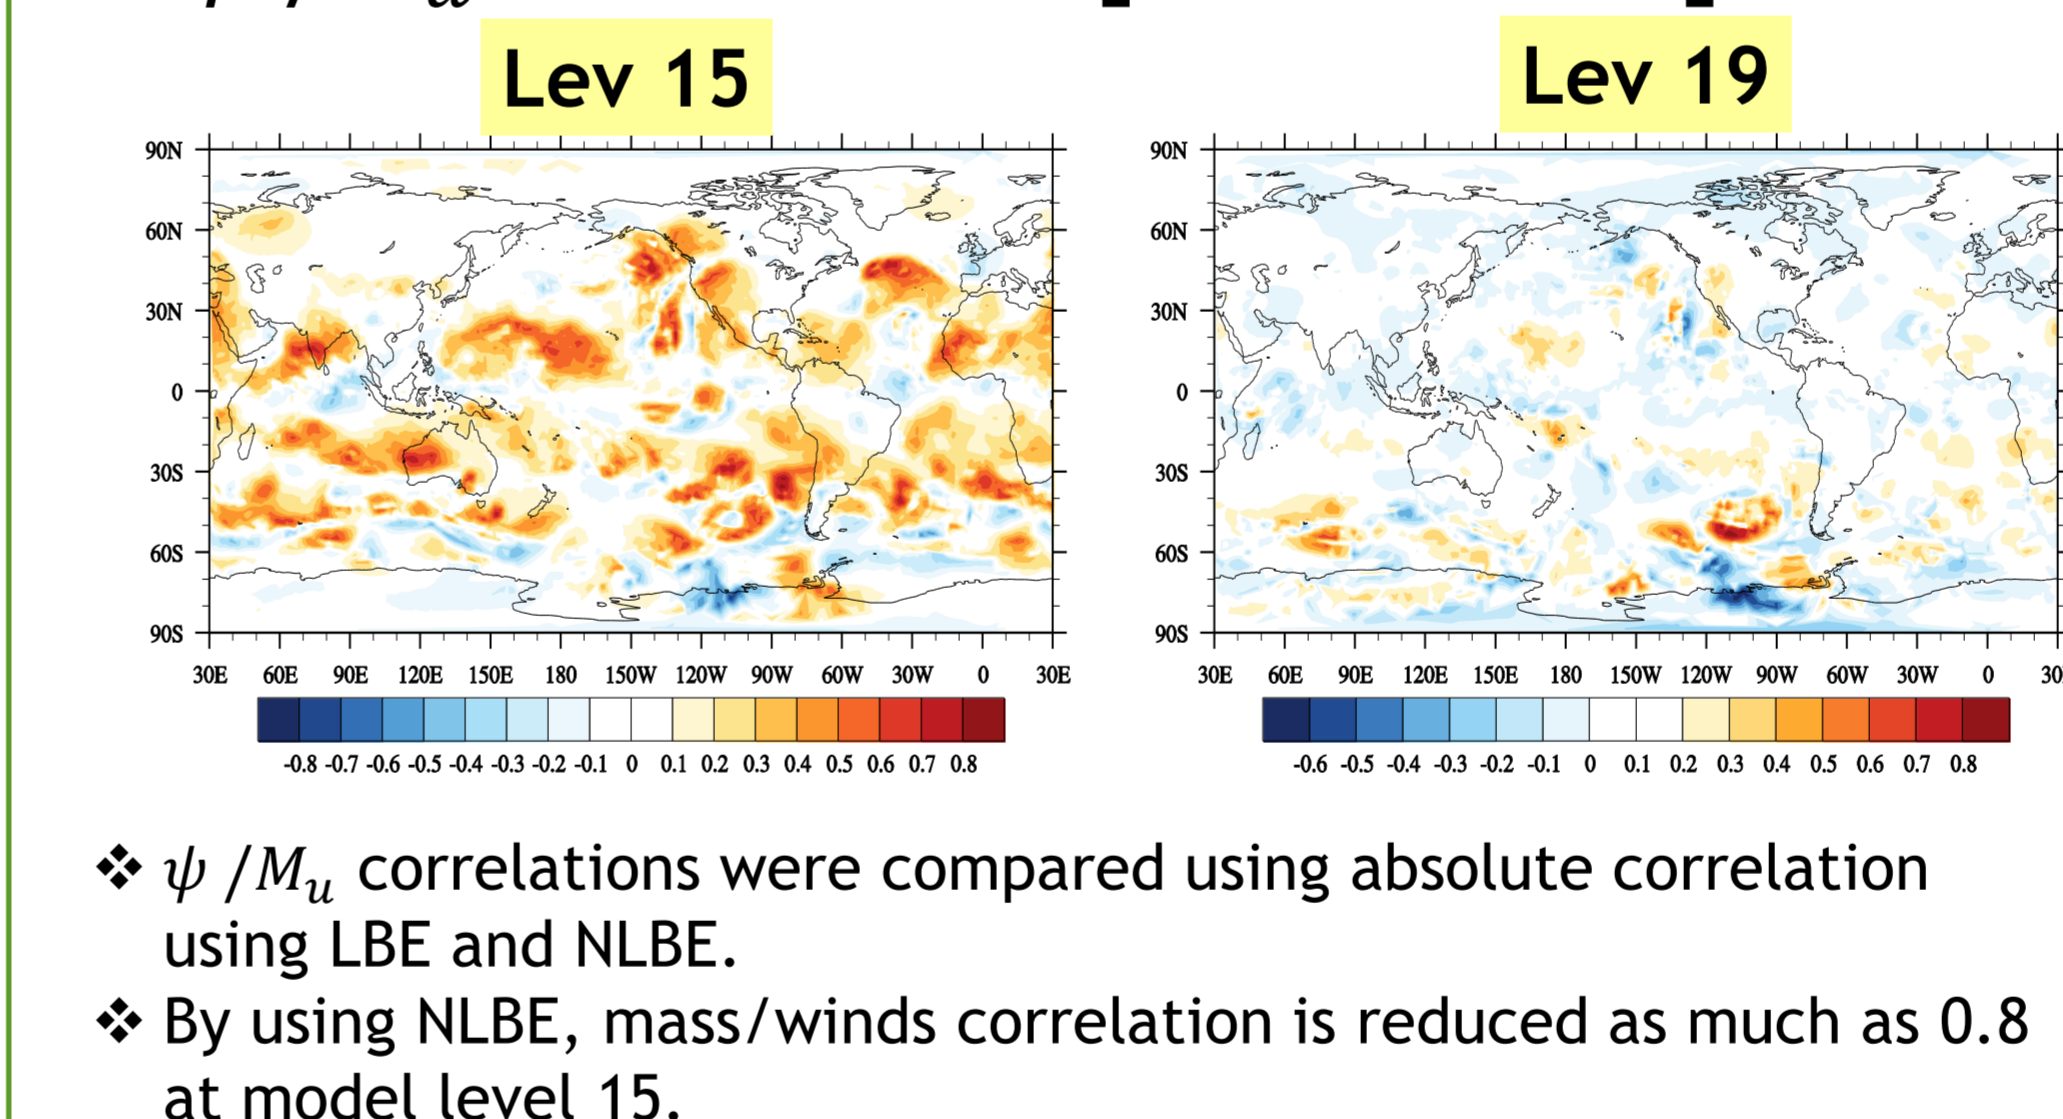 Lev 15
Lev 19
90N
60N
30N
0
30S
60S
90S
30E 60E 90E 120E 150E 180 150W 120W 90W 60W 30W 0 30E
-0.8 -0.7 -0.6 -0.5 -0.4 -0.3 -0.2 -0.1 0 0.1 0.2 0.3 0.4 0.5 0.6 0.7 0.8
90N
60N
30N
0
30S
60S
90S
30E 60E 90E 120E 150E 180 150W 120W 90W 60W 30W 0
-0.6 -0.5 -0.4 -0.3 -0.2 -0.1 0 0.1 0.2 0.3 0.4 0.5 0.6 0.7 0.8
❖ ψ /Mᵤ correlations were compared using absolute correlation
using LBE and NLBE.
❖ By using NLBE, mass/winds correlation is reduced as much as 0.8
at model level 15.